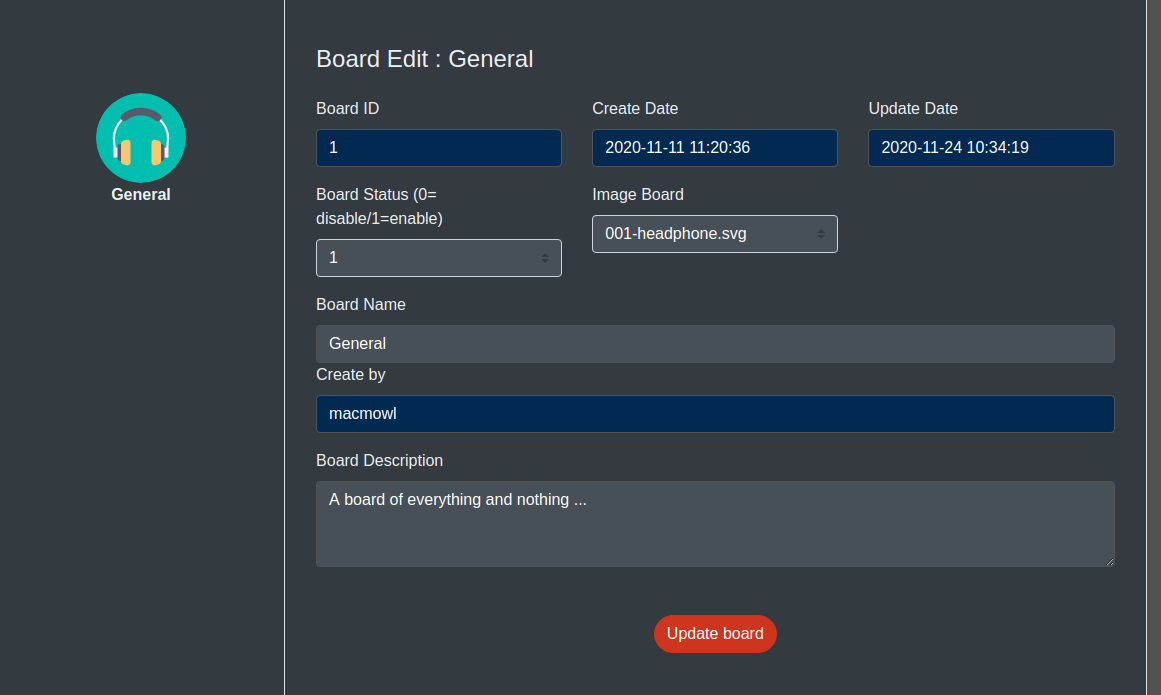 General
Board Edit : General
Board ID
Create Date
Update Date
1
2020-11-11 11:20:36
2020-11-24 10:34:19
Board Status (0=
disable/1=enable)
Image Board
1
001-headphone.svg
Board Name
General
Create by
macmowl
Board Description
A board of everything and nothing ...
Update board